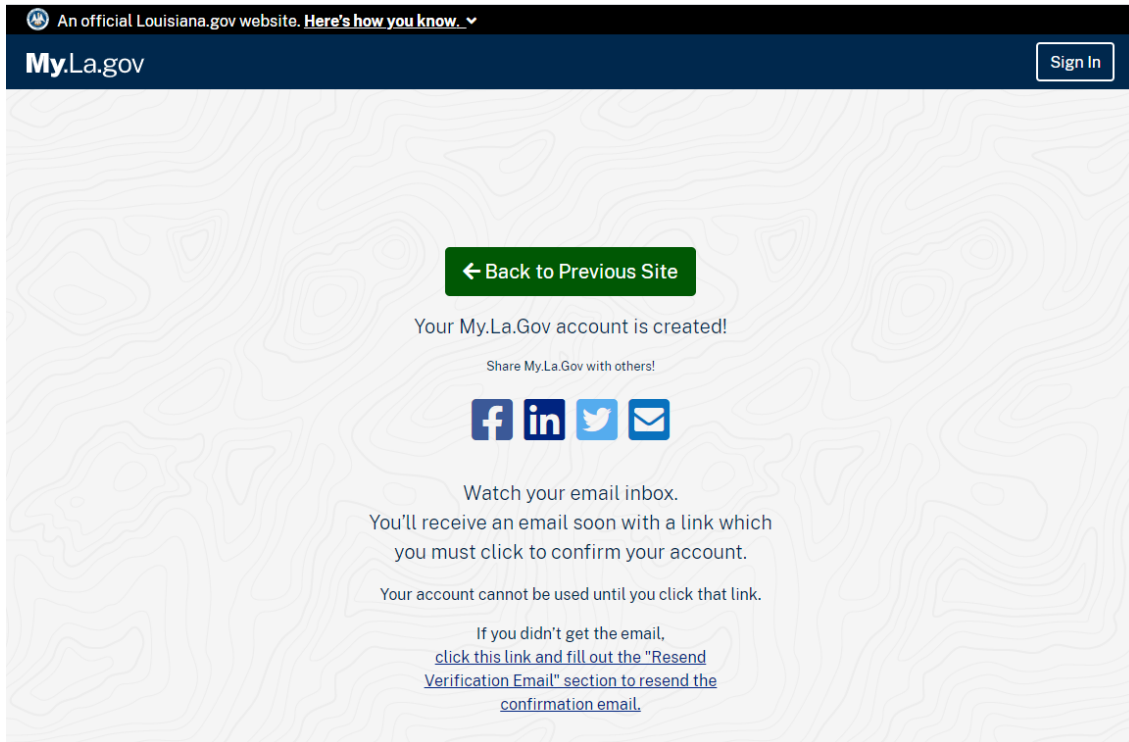 An official Louisiana.gov website. Here's how you know.
My.La.gov
Sign In
Back to Previous Site
Your My.La.Gov account is created!
Share My.La.Gov with others!
f in
Watch your email inbox.
You'll receive an email soon with a link which
you must click to confirm your account.
Your account cannot be used until you click that link.
If you didn't get the email,
click this link and fill out the "Resend
Verification Email" section to resend the
confirmation email.